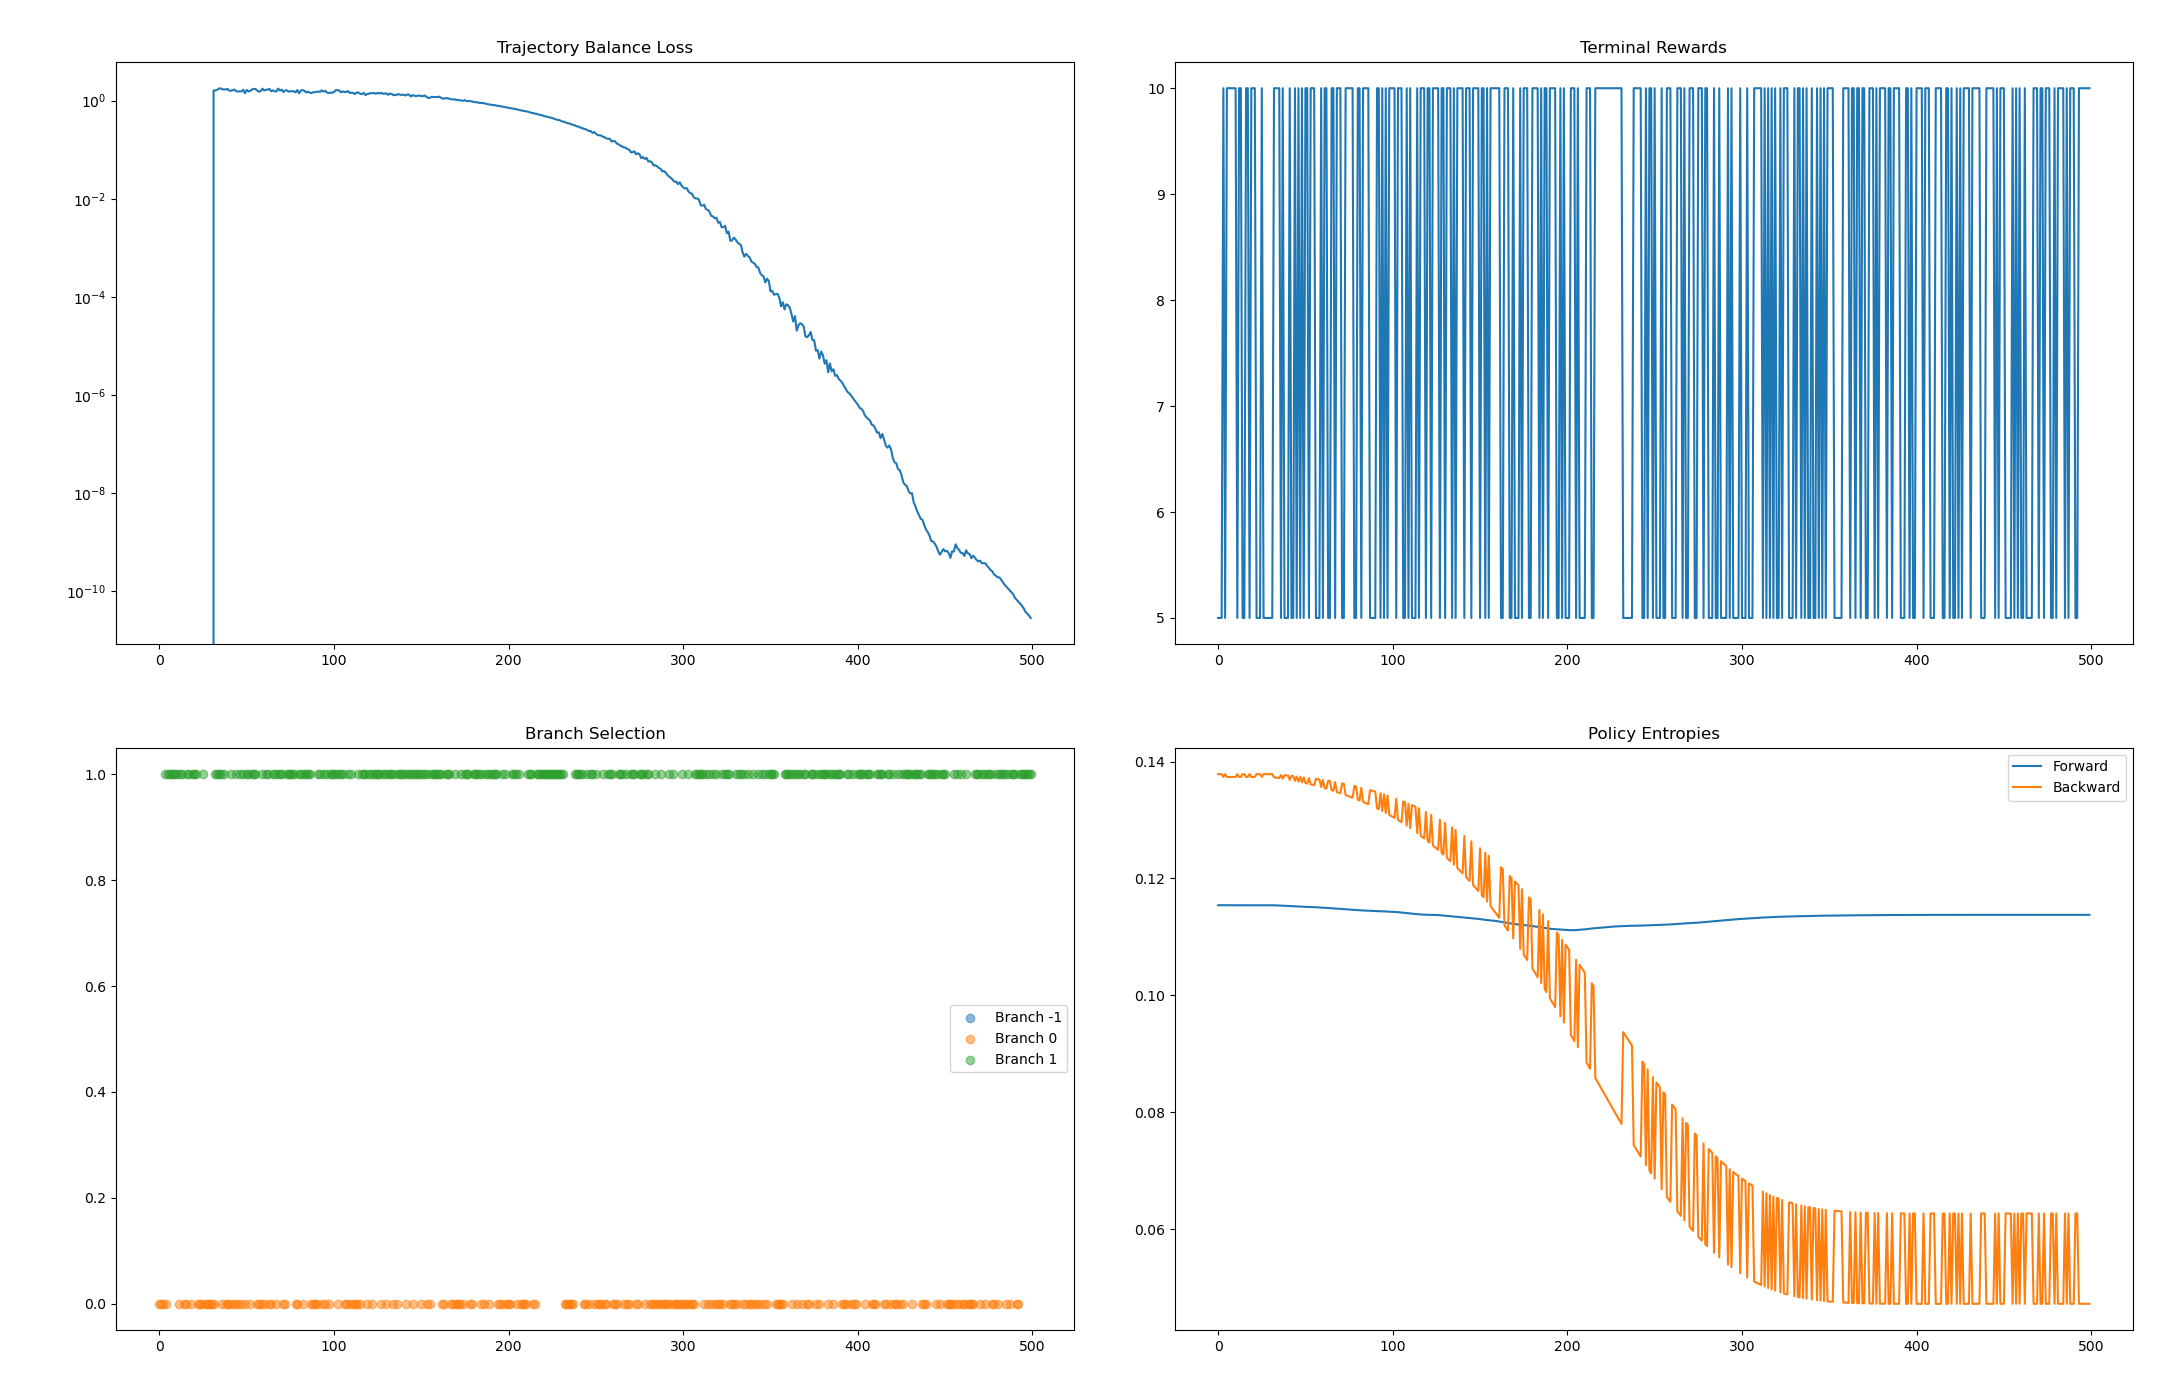 Trajectory Balance Loss
10⁰
10⁻²
10⁻⁴
10⁻⁶
10⁻⁸
10⁻¹⁰
0 100 200 300 400 500
Terminal Rewards
10
9
8
7
6
5
0 100 200 300 400 500
Branch Selection
1.0
0.8
0.6
0.4
0.2
0.0
Branch -1
Branch 0
Branch 1
0 100 200 300 400 500
Policy Entropies
0.14
0.12
0.10
0.08
0.06
Forward
Backward
0 100 200 300 400 500